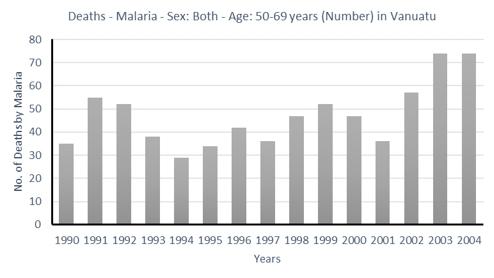 Deaths - Malaria - Sex: Both - Age: 50-69 years (Number) in Vanuatu
No. of Deaths by Malaria
80
70
60
50
40
30
20
10
0
1990 1991 1992 1993 1994 1995 1996 1997 1998 1999 2000 2001 2002 2003 2004
Years